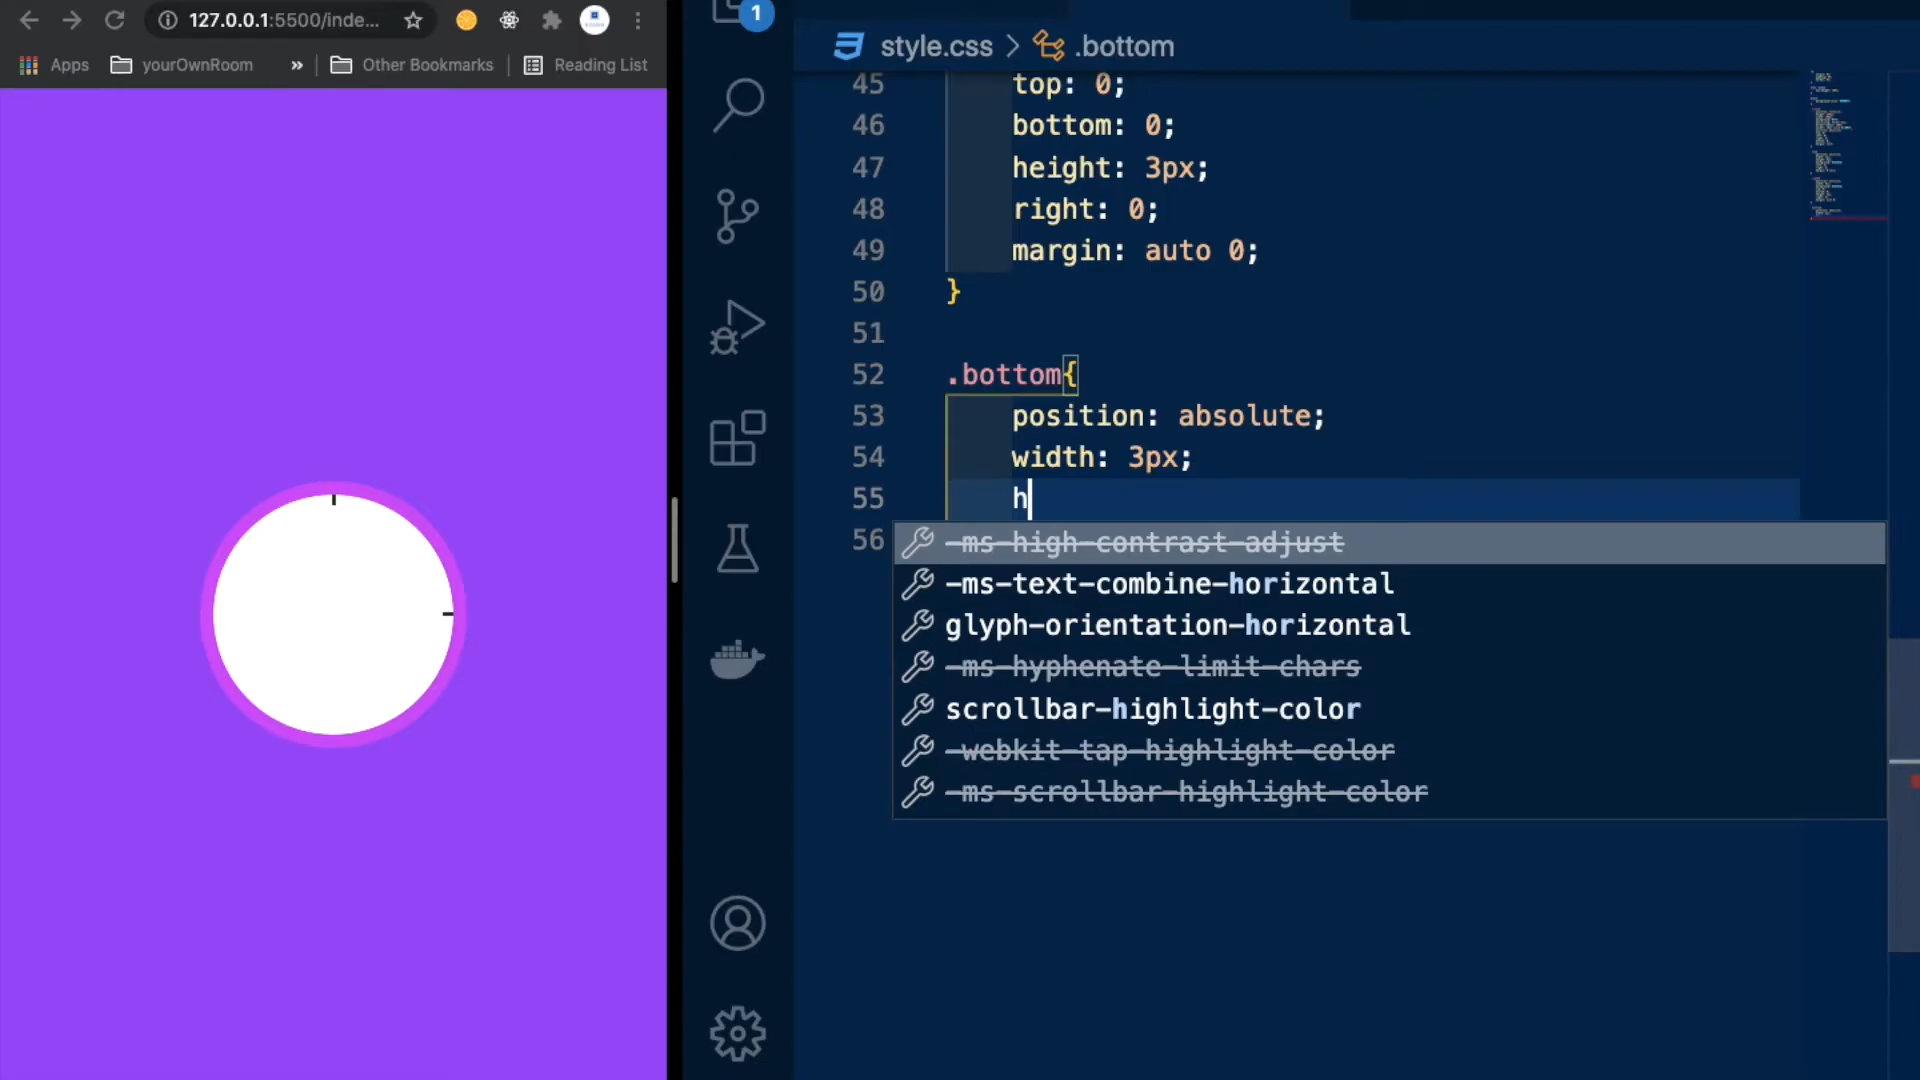 127.0.0.1:5500/inde...
Apps
yourOwnRoom
»
Other Bookmarks
Reading List
1
style.css > .bottom
45 top: 0;
46 bottom: 0;
47 height: 3px;
48 right: 0;
49 margin: auto 0;
50 }
51
52 .bottom{
53 position: absolute;
54 width: 3px;
55 h
56
-ms-high-contrast-adjust
-ms-text-combine-horizontal
glyph-orientation-horizontal
-ms-hyphenate-limit-chars
scrollbar-highlight-color
-webkit-tap-highlight-color
-ms-scrollbar-highlight-color